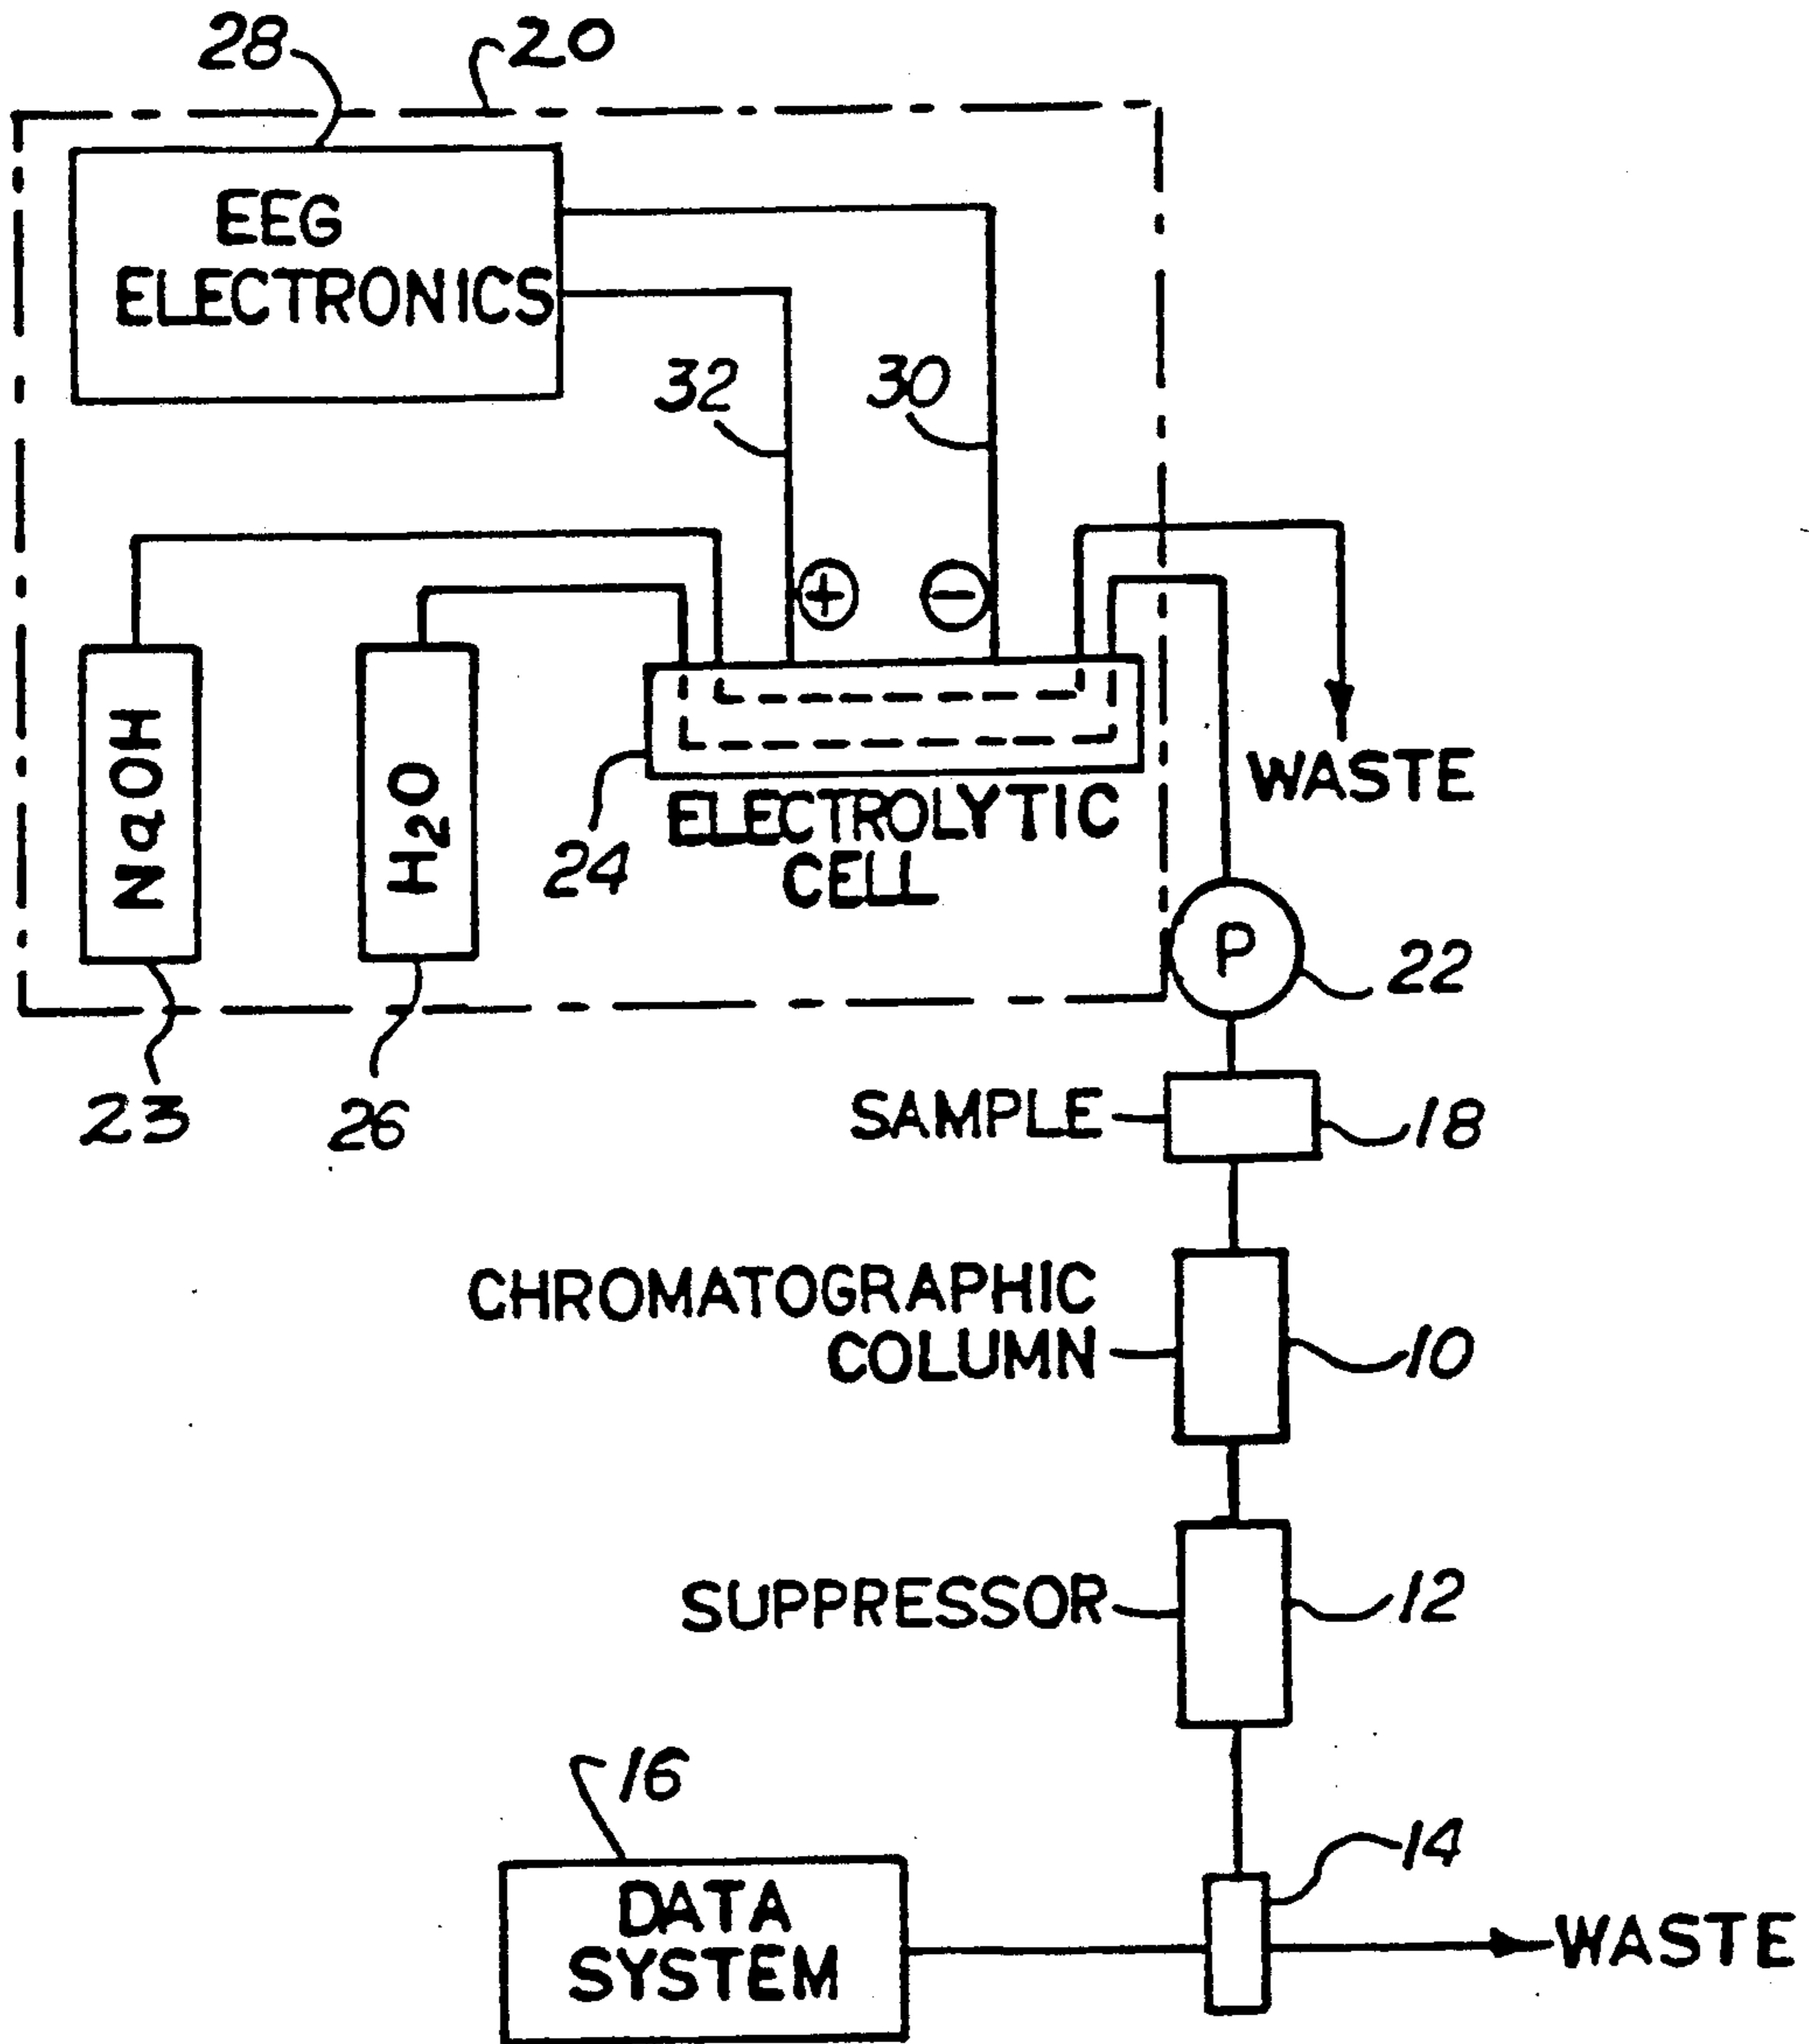 28
20
EEG
ELECTRONICS
32
30
+
−
NaOH
H₂O
24
ELECTROLYTIC
CELL
WASTE
P
22
23
26
SAMPLE
18
CHROMATOGRAPHIC
COLUMN
10
SUPPRESSOR
12
16
14
DATA
SYSTEM
WASTE